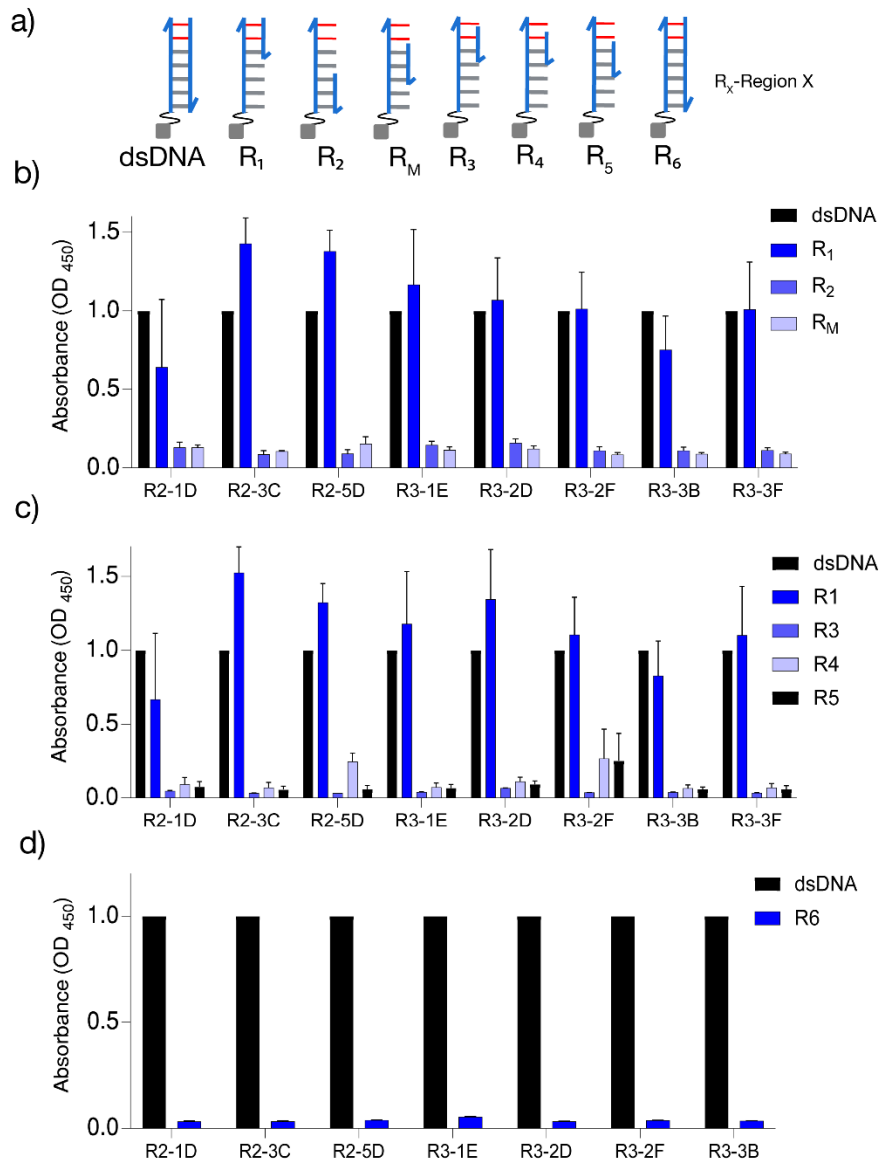 a)
Rx-Region X
dsDNA R1 R2 RM R3 R4 R5 R6
b)
Absorbance (OD 450)
1.5
1.0
0.5
0.0
dsDNA
R1
R2
RM
R2-1D R2-3C R2-5D R3-1E R3-2D R3-2F R3-3B R3-3F
c)
Absorbance (OD 450)
1.5
1.0
0.5
0.0
dsDNA
R1
R3
R4
R5
R2-1D R2-3C R2-5D R3-1E R3-2D R3-2F R3-3B R3-3F
d)
Absorbance (OD 450)
1.0
0.5
0.0
dsDNA
R6
R2-1D R2-3C R2-5D R3-1E R3-2D R3-2F R3-3B